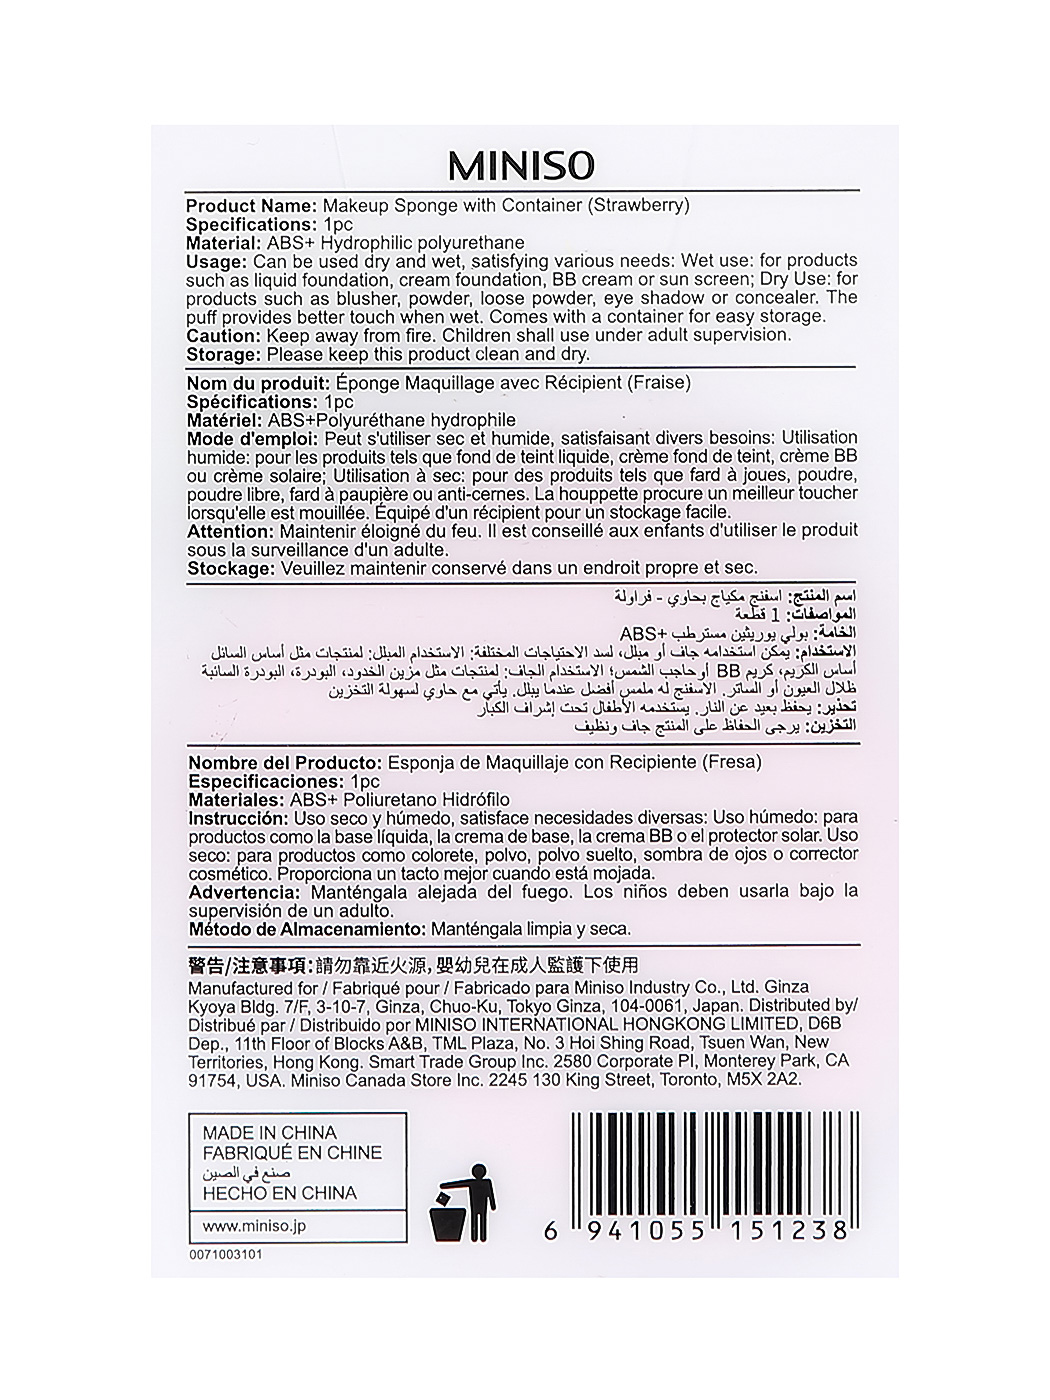 MINISO
Product Name: Makeup Sponge with Container (Strawberry)
Specifications: 1pc
Material: ABS+ Hydrophilic polyurethane
Usage: Can be used dry and wet, satisfying various needs: Wet use: for products
such as liquid foundation, cream foundation, BB cream or sun screen; Dry Use: for
products such as blusher, powder, loose powder, eye shadow or concealer. The
puff provides better touch when wet. Comes with a container for easy storage.
Caution: Keep away from fire. Children shall use under adult supervision.
Storage: Please keep this product clean and dry.
Nom du produit: Éponge Maquillage avec Récipient (Fraise)
Spécifications: 1pc
Matériel: ABS+Polyuréthane hydrophile
Mode d'emploi: Peut s'utiliser sec et humide, satisfaisant divers besoins: Utilisation
humide: pour les produits tels que fond de teint liquide, crème fond de teint, crème BB
ou crème solaire; Utilisation à sec: pour des produits tels que fard à joues, poudre,
poudre libre, fard à paupière ou anti-cernes. La houppette procure un meilleur toucher
lorsqu'elle est mouillée. Équipé d'un récipient pour un stockage facile.
Attention: Maintenir éloigné du feu. Il est conseillé aux enfants d'utiliser le produit
sous la surveillance d'un adulte.
Stockage: Veuillez maintenir conservé dans un endroit propre et sec.
اسم المنتج: اسفنج مكياج بحاوي - فراولة
المواصفات: 1 قطعة
الخامة: بولي يوريثين مسترطب +ABS
الاستخدام: يمكن استخدامه جاف أو مبلل، لسد الاحتياجات المختلفة: الاستخدام المبلل: لمنتجات مثل أساس السائل
أساس الكريم، كريم BB أوحاجب الشمس؛ الاستخدام الجاف: لمنتجات مثل مزين الخدود، البودرة، البودرة السائبة
ظلال العيون أو الساتر. الاسفنج له ملمس أفضل عندما يبلل. يأتي مع حاوي لسهولة التخزين
تحذير: يحفظ بعيد عن النار. يستخدمه الأطفال تحت إشراف الكبار
التخزين: يرجى الحفاظ على المنتج جاف ونظيف
Nombre del Producto: Esponja de Maquillaje con Recipiente (Fresa)
Especificaciones: 1pc
Materiales: ABS+ Poliuretano Hidrófilo
Instrucción: Uso seco y húmedo, satisface necesidades diversas: Uso húmedo: para
productos como la base líquida, la crema de base, la crema BB o el protector solar. Uso
seco: para productos como colorete, polvo, polvo suelto, sombra de ojos o corrector
cosmético. Proporciona un tacto mejor cuando está mojada.
Advertencia: Manténgala alejada del fuego. Los niños deben usarla bajo la
supervisión de un adulto.
Método de Almacenamiento: Manténgala limpia y seca.
警告/注意事項:請勿靠近火源,嬰幼兒在成人監護下使用
Manufactured for / Fabriqué pour / Fabricado para Miniso Industry Co., Ltd. Ginza
Kyoya Bldg. 7/F, 3-10-7, Ginza, Chuo-Ku, Tokyo Ginza, 104-0061, Japan. Distributed by/
Distribué par / Distribuido por MINISO INTERNATIONAL HONGKONG LIMITED, D6B
Dep., 11th Floor of Blocks A&B, TML Plaza, No. 3 Hoi Shing Road, Tsuen Wan, New
Territories, Hong Kong. Smart Trade Group Inc. 2580 Corporate Pl, Monterey Park, CA
91754, USA. Miniso Canada Store Inc. 2245 130 King Street, Toronto, M5X 2A2.
MADE IN CHINA
FABRIQUÉ EN CHINE
صنع في الصين
HECHO EN CHINA
www.miniso.jp
0071003101
6 941055 151238